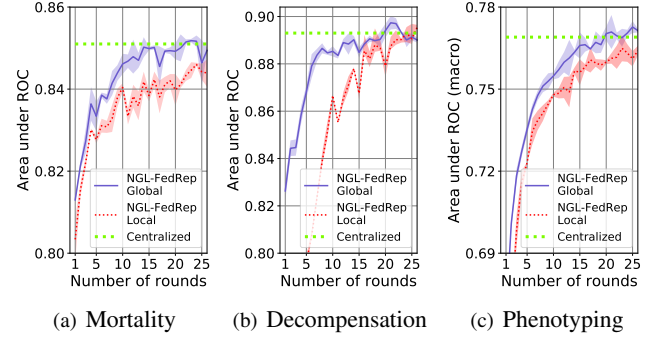 Area under ROC
0.86
0.84
0.82
0.80
NGL-FedRep
Global
NGL-FedRep
Local
Centralized
1 5 10 15 20 25
Number of rounds
(a) Mortality
Area under ROC
0.90
0.88
0.86
0.84
0.82
0.80
NGL-FedRep
Global
NGL-FedRep
Local
Centralized
1 5 10 15 20 25
Number of rounds
(b) Decompensation
Area under ROC (macro)
0.78
0.75
0.72
0.69
NGL-FedRep
Global
NGL-FedRep
Local
Centralized
1 5 10 15 20 25
Number of rounds
(c) Phenotyping